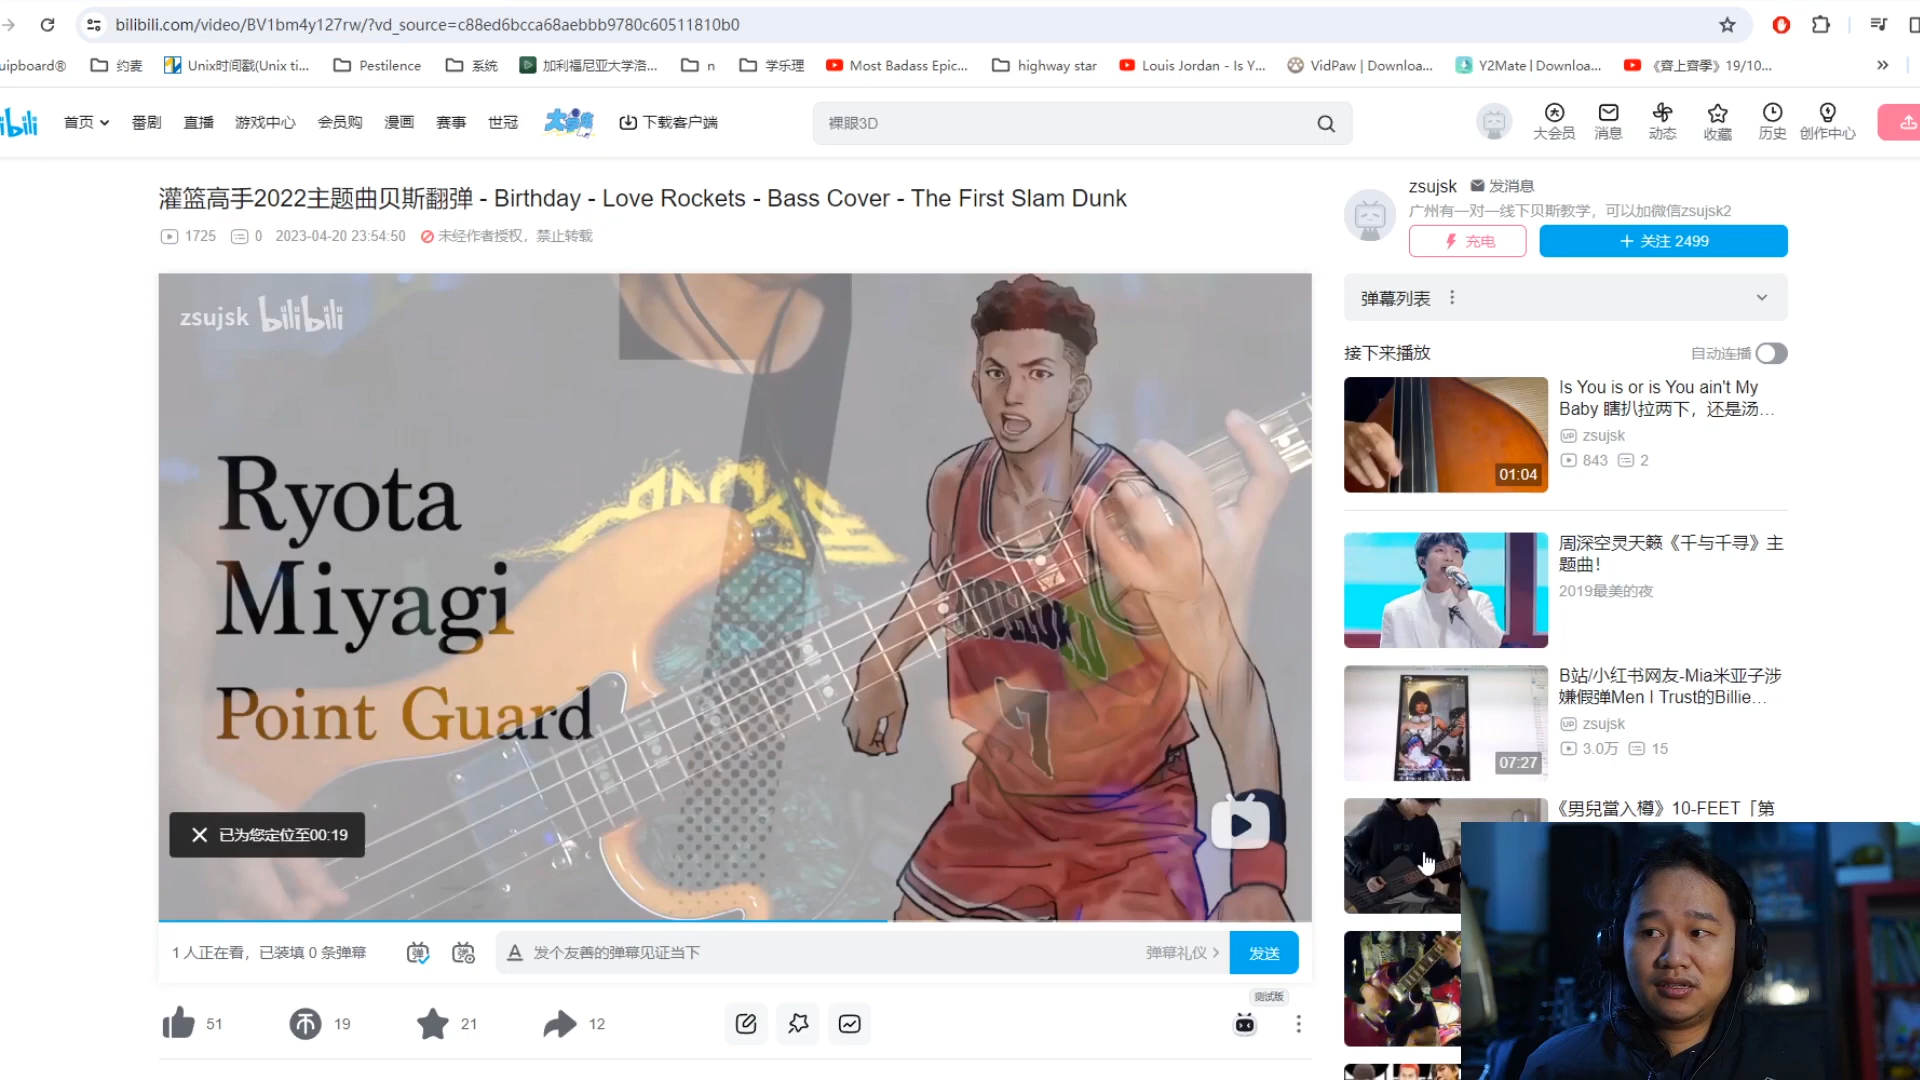 bilibili.com/video/BV1bm4y127rw/?vd_source=c88ed6bcca68aebbb9780c60511810b0
uipboard® 约麦 Unix时间戳(Unix ti... Pestilence 系统 加利福尼亚大学洛... n 学乐理 Most Badass Epic... highway star Louis Jordan - Is Y... VidPaw | Downloa... Y2Mate | Downloa... 《齊上齊學》19/10... »
首页 番剧 直播 游戏中心 会员购 漫画 赛事 世冠 下载客户端 裸眼3D 大会员 消息 动态 收藏 历史 创作中心
灌篮高手2022主题曲贝斯翻弹 - Birthday - Love Rockets - Bass Cover - The First Slam Dunk
1725 0 2023-04-20 23:54:50 未经作者授权，禁止转载
zsujsk 发消息
广州有一对一线下贝斯教学，可以加微信zsujsk2
充电 + 关注 2499
zsujsk bilibili
Ryota
Miyagi
Point Guard
7
已为您定位至00:19
弹幕列表
接下来播放 自动连播
Is You is or is You ain't My
Baby 瞎扒拉两下，还是汤...
zsujsk
843 2
01:04
周深空灵天籁《千与千寻》主
题曲！
2019最美的夜
B站/小红书网友-Mia米亚子涉
嫌假弹Men I Trust的Billie...
zsujsk
3.0万 15
07:27
《男兒當入樽》10-FEET「第
1人正在看，已装填 0 条弹幕 弹 弹 A 发个友善的弹幕见证当下 弹幕礼仪 > 发送
51 19 21 12 测试版